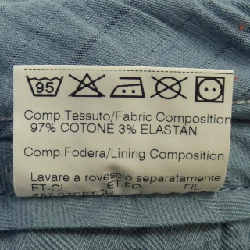 95
Comp.Tessuto/Fabric Composition
97% COTONE 3% ELASTAN
Comp.Fodera/Lining Composition
Lavare a rovescio separatamente